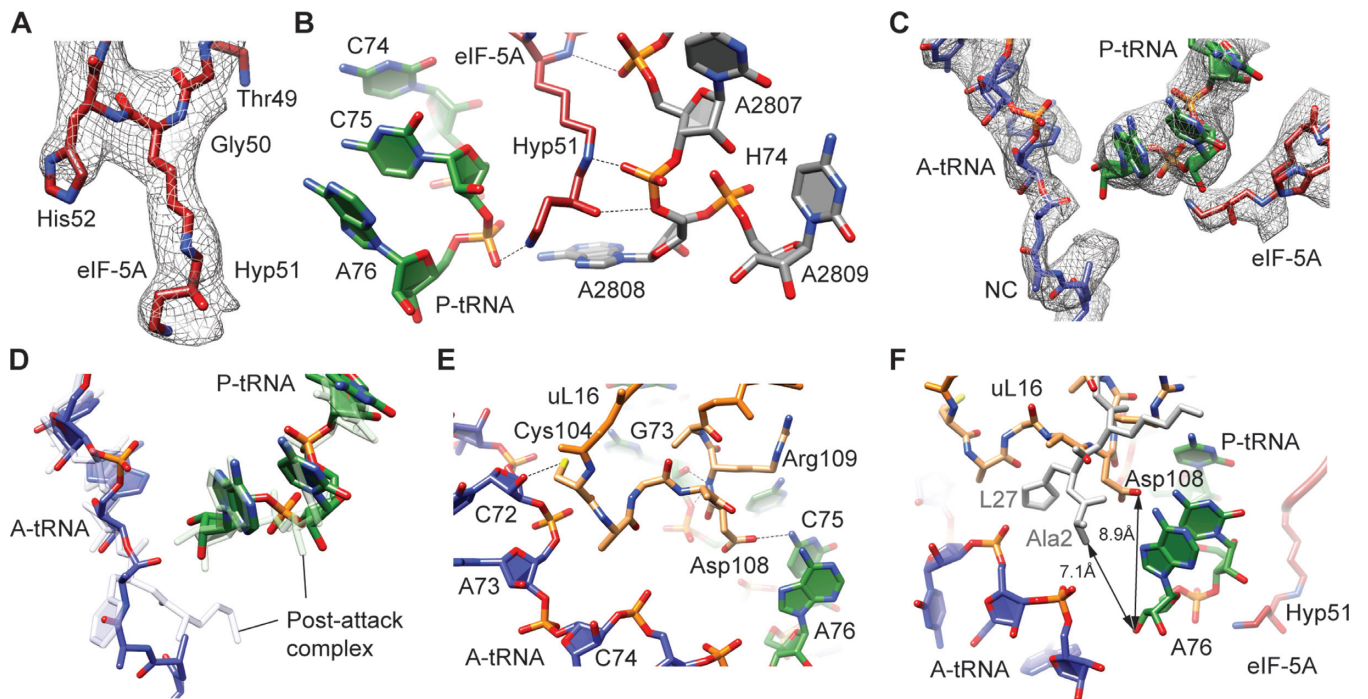 A
Thr49
Gly50
His52
eIF-5A
Hyp51
B
C74
eIF-5A
A2807
C75
Hyp51
H74
A76
P-tRNA
A2808
A2809
C
P-tRNA
A-tRNA
eIF-5A
NC
D
P-tRNA
A-tRNA
Post-attack
complex
E
uL16
Cys104
G73
Arg109
C72
C75
Asp108
A73
A76
A-tRNA
C74
F
uL16
P-tRNA
Asp108
L27
Ala2
8.9Å
7.1Å
Hyp51
A76
A-tRNA
eIF-5A